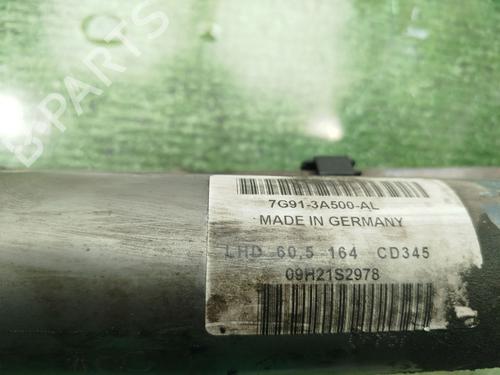 B-PARTS
7G91-3A500-AL
MADE IN GERMANY
LHD 60,5 164 CD345
09H21S2978